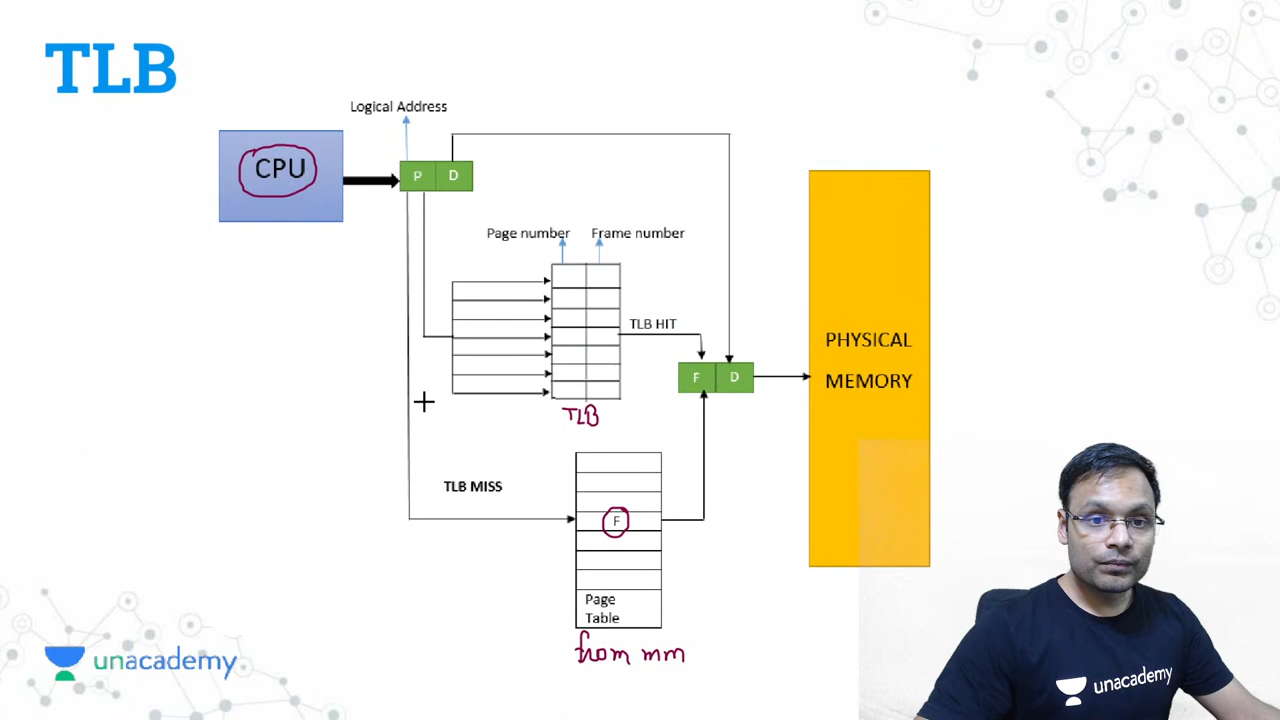 TLB
Logical Address
CPU
P D
Page number Frame number
TLB HIT
F D
PHYSICAL
MEMORY
TLB
TLB MISS
F
Page
Table
from mm
unacademy
unacademy